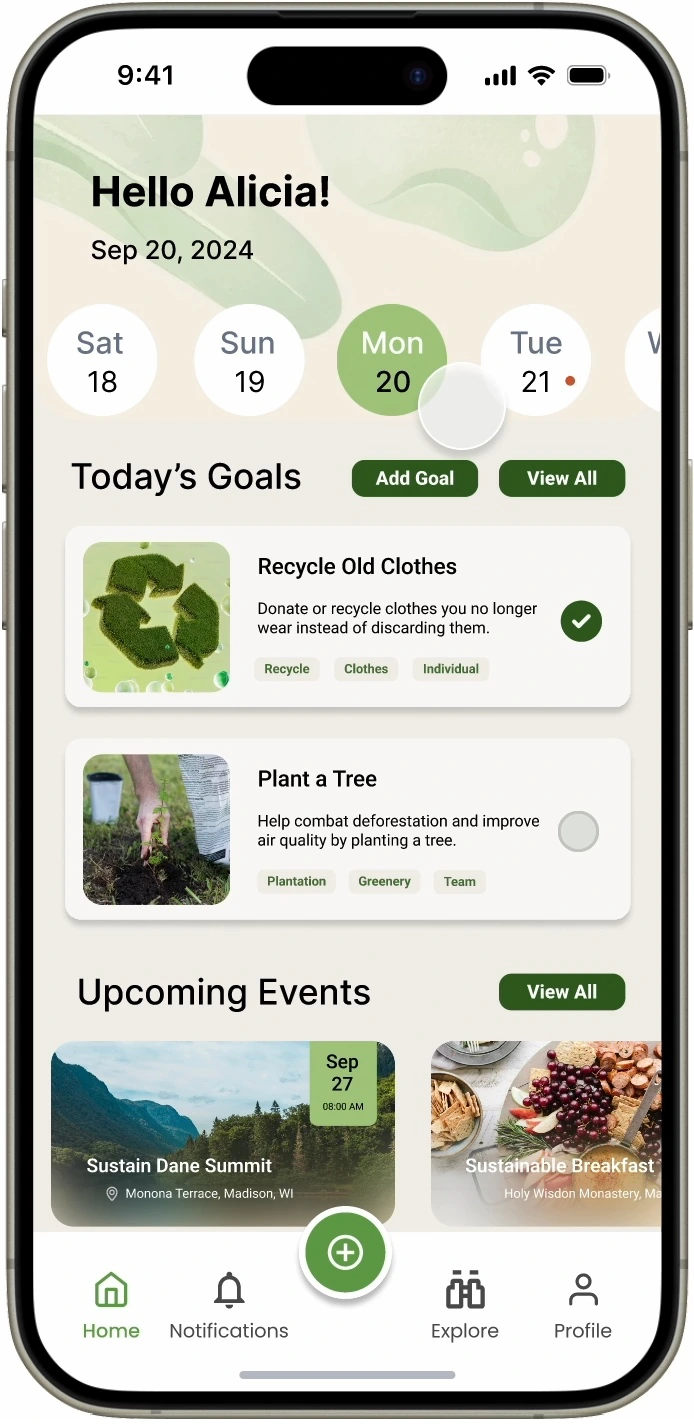 9:41
Hello Alicia!
Sep 20, 2024
Sat Sun Mon Tue W
18 19 20 21
Today's Goals
Add Goal
View All
Recycle Old Clothes
Donate or recycle clothes you no longer
wear instead of discarding them.
Recycle Clothes Individual
Plant a Tree
Help combat deforestation and improve
air quality by planting a tree.
Plantation Greenery Team
Upcoming Events
View All
Sep
27
08:00 AM
Sustain Dane Summit
Monona Terrace, Madison, WI
Sustainable Breakfast
Holy Wisdon Monastery, Ma
Home Notifications Explore Profile